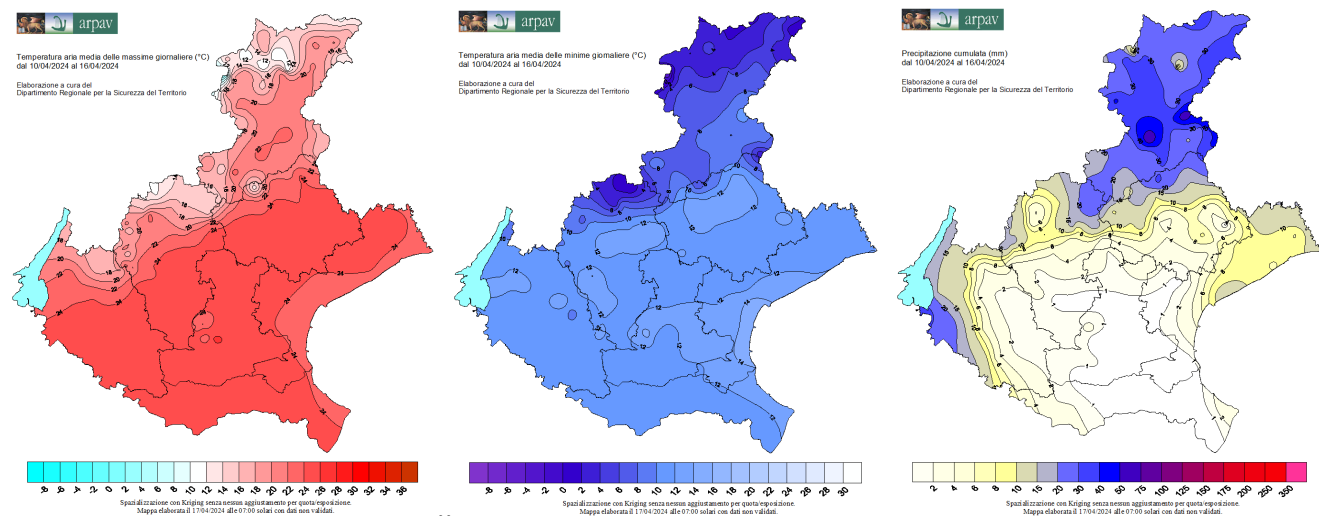 arpav
Temperatura aria media delle massime giornaliere (°C)
dal 10/04/2024 al 16/04/2024
Elaborazione a cura del
Dipartimento Regionale per la Sicurezza del Territorio
-8 -6 -4 -2 0 2 4 6 8 10 12 14 16 18 20 22 24 26 28 30 32 34 36
Spazializzazione con Kriging senza nessun aggiustamento per quota/esposizione.
Mappa elaborata il 17/04/2024 alle 07:00 solari con dati non validati.
arpav
Temperatura aria media delle minime giornaliere (°C)
dal 10/04/2024 al 16/04/2024
Elaborazione a cura del
Dipartimento Regionale per la Sicurezza del Territorio
-8 -6 -4 -2 0 2 4 6 8 10 12 14 16 18 20 22 24 26 28 30
Spazializzazione con Kriging senza nessun aggiustamento per quota/esposizione.
Mappa elaborata il 17/04/2024 alle 07:00 solari con dati non validati.
arpav
Precipitazione cumulata (mm)
dal 10/04/2024 al 16/04/2024
Elaborazione a cura del
Dipartimento Regionale per la Sicurezza del Territorio
2 4 6 8 10 15 20 30 40 50 75 100 125 150 175 200 250 350
Spazializzazione con Kriging senza nessun aggiustamento per quota/esposizione.
Mappa elaborata il 17/04/2024 alle 07:00 solari con dati non validati.